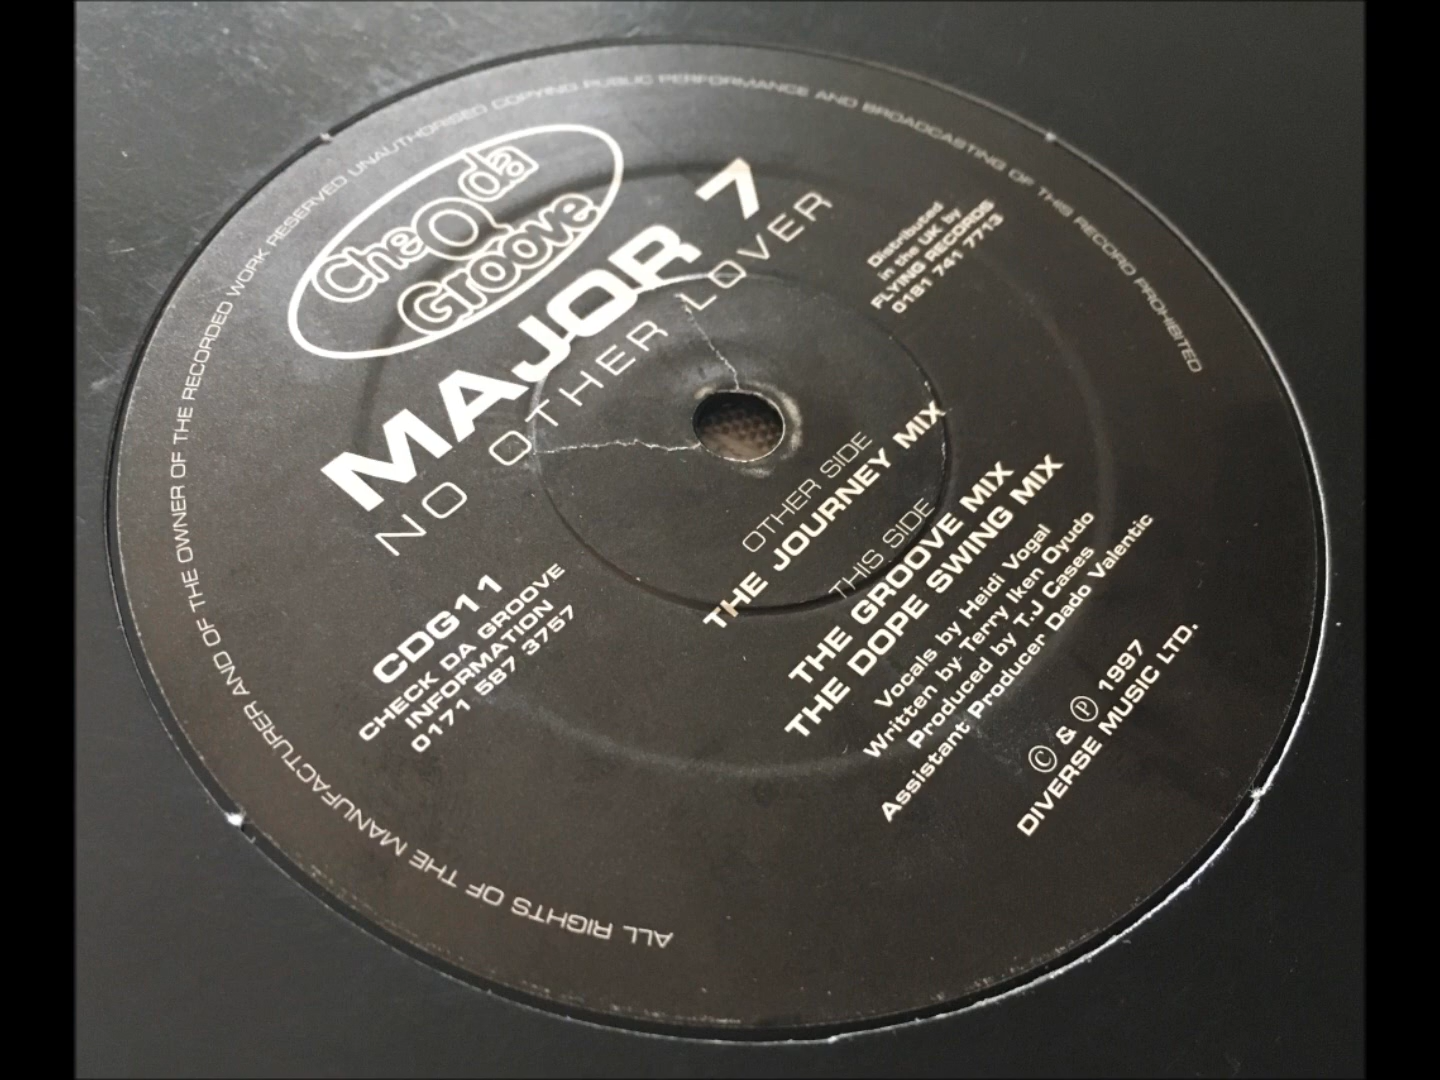 CheQ da
Groove
MAJOR 7
NO OTHER LOVER
Distributed
in the UK by
FLYING RECORDS
0181 741 7713
OTHER SIDE
THE JOURNEY MIX
THIS SIDE
THE GROOVE MIX
THE DOPE SWING MIX
Vocals by Heidi Vogal
Written by Terry Iken Oyudo
Produced by T.J Cases
Assistant Producer Dado Valentic
CDG11
CHECK DA GROOVE
INFORMATION
0171 587 3757
© & ℗ 1997
DIVERSE MUSIC LTD.
ALL RIGHTS OF THE MANUFACTURER AND OF THE OWNER OF THE RECORDED WORK RESERVED UNAUTHORISED COPYING PUBLIC PERFORMANCE AND BROADCASTING OF THIS RECORD PROHIBITED